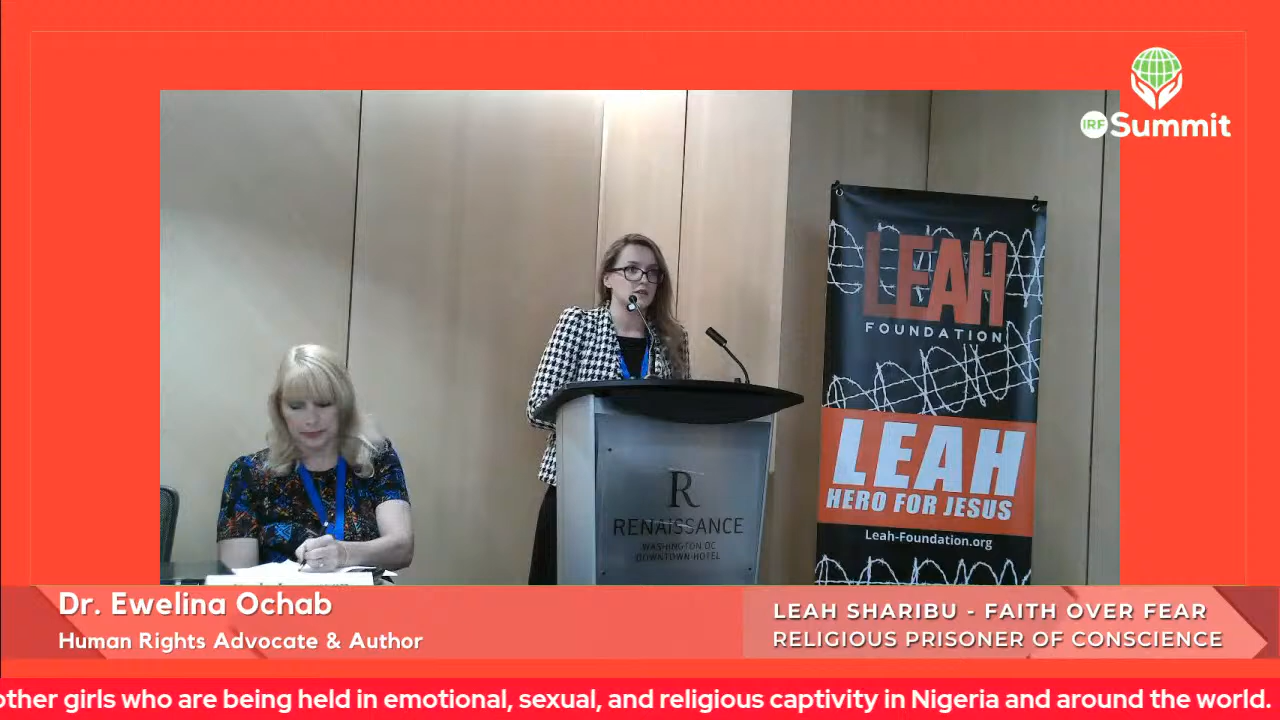 IRF Summit
LEAH
FOUNDATION
LEAH
HERO FOR JESUS
Leah-Foundation.org
R
RENAISSANCE
WASHINGTON DC
DOWNTOWN HOTEL
Dr. Ewelina Ochab
Human Rights Advocate & Author
LEAH SHARIBU - FAITH OVER FEAR
RELIGIOUS PRISONER OF CONSCIENCE
other girls who are being held in emotional, sexual, and religious captivity in Nigeria and around the world.